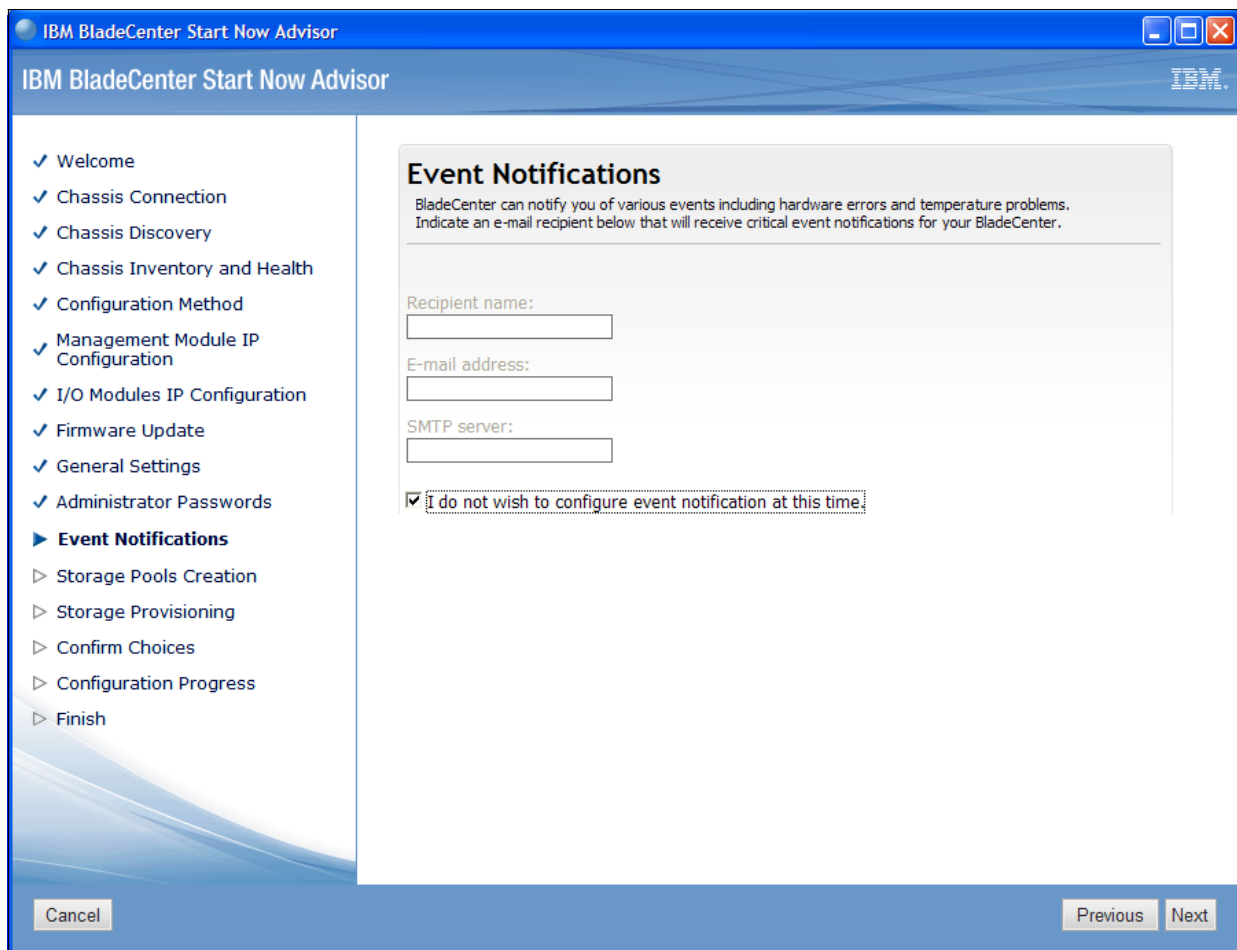 IBM BladeCenter Start Now Advisor
IBM BladeCenter Start Now Advisor
IBM.
Welcome
Chassis Connection
Chassis Discovery
Chassis Inventory and Health
Configuration Method
Management Module IP
Configuration
I/O Modules IP Configuration
Firmware Update
General Settings
Administrator Passwords
Event Notifications
Storage Pools Creation
Storage Provisioning
Confirm Choices
Configuration Progress
Finish
Event Notifications
BladeCenter can notify you of various events including hardware errors and temperature problems.
Indicate an e-mail recipient below that will receive critical event notifications for your BladeCenter.
Recipient name:
E-mail address:
SMTP server:
I do not wish to configure event notification at this time.
Cancel
Previous
Next